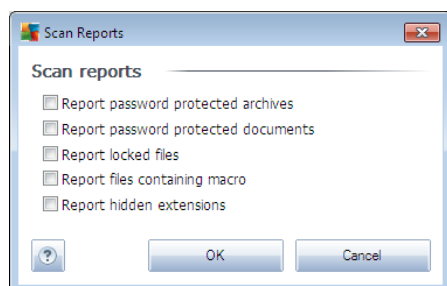 Scan Reports
Scan reports
Report password protected archives
Report password protected documents
Report locked files
Report files containing macro
Report hidden extensions
? OK Cancel